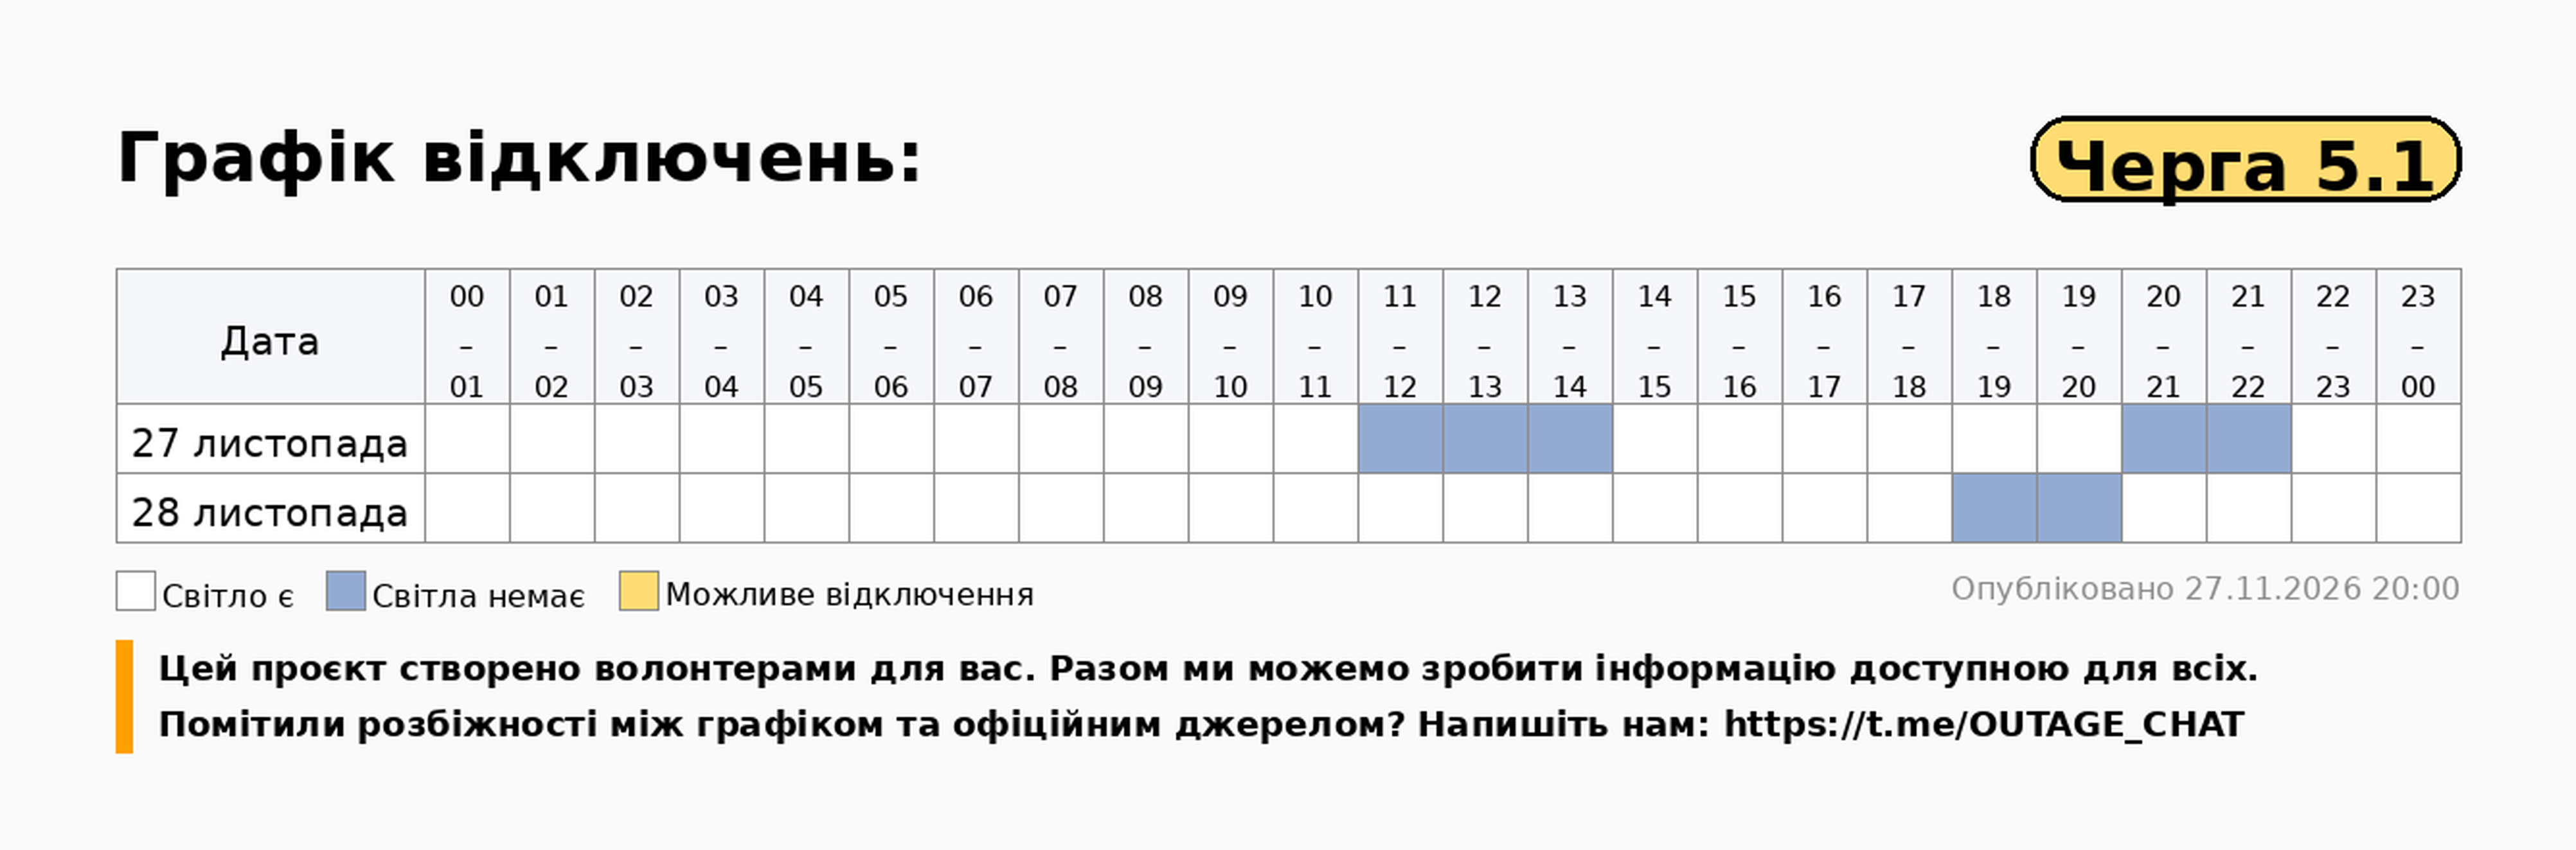 Графік відключень:
Черга 5.1
Дата 00 – 01 01 – 02 02 – 03 03 – 04 04 – 05 05 – 06 06 – 07 07 – 08 08 – 09 09 – 10 10 – 11 11 – 12 12 – 13 13 – 14 14 – 15 15 – 16 16 – 17 17 – 18 18 – 19 19 – 20 20 – 21 21 – 22 22 – 23 23 – 00
27 листопада
28 листопада
Світло є Світла немає Можливе відключення
Опубліковано 27.11.2026 20:00
Цей проєкт створено волонтерами для вас. Разом ми можемо зробити інформацію доступною для всіх.
Помітили розбіжності між графіком та офіційним джерелом? Напишіть нам: https://t.me/OUTAGE_CHAT